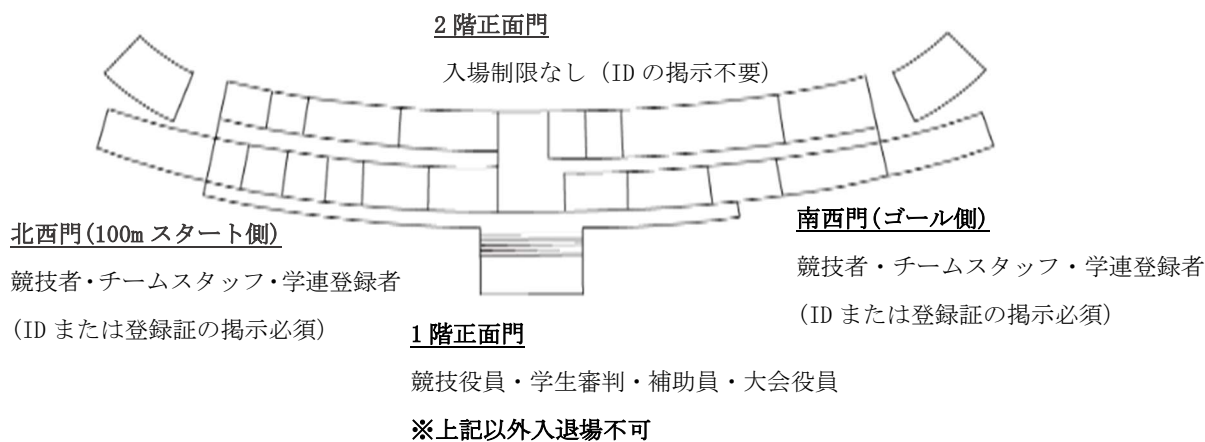 2 階正面門
入場制限なし (ID の掲示不要)
北西門(100m スタート側)
競技者・チームスタッフ・学連登録者
(ID または登録証の掲示必須)
南西門(ゴール側)
競技者・チームスタッフ・学連登録者
(ID または登録証の掲示必須)
1 階正面門
競技役員・学生審判・補助員・大会役員
※上記以外入退場不可